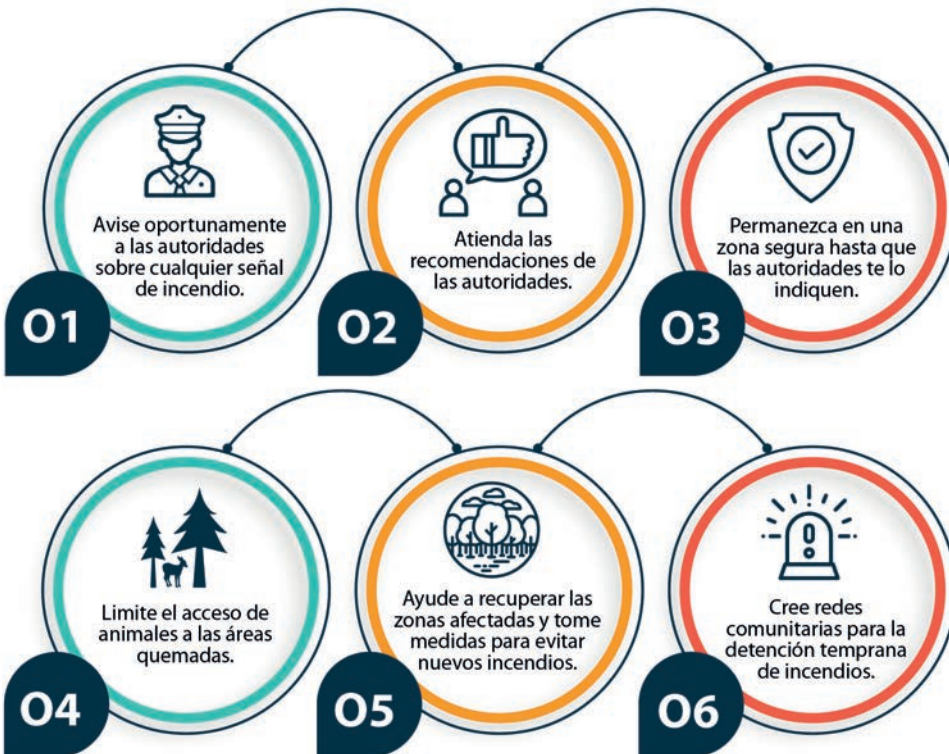 Avise oportunamente
a las autoridades
sobre cualquier señal
de incendio.
01
Atienda las
recomendaciones de
las autoridades.
02
Permanezca en una
zona segura hasta que
las autoridades te lo
indiquen.
03
Limite el acceso de
animales a las áreas
quemadas.
04
Ayude a recuperar las
zonas afectadas y tome
medidas para evitar
nuevos incendios.
05
Cree redes
comunitarias para la
detención temprana
de incendios.
06